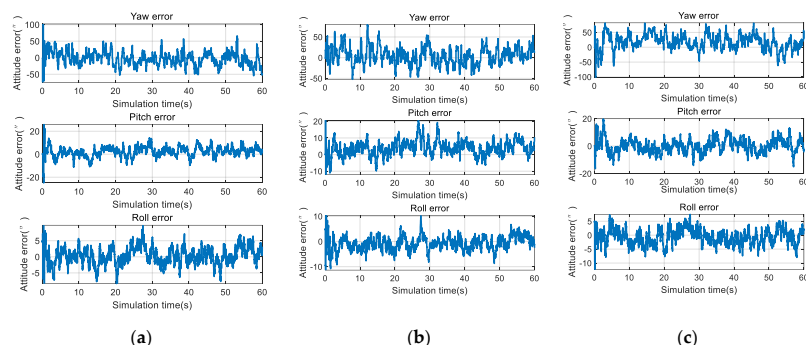 Yaw error
Attitude error(″)
100
50
0
-50
0 10 20 30 40 50 60
Simulation time(s)
Pitch error
Attitude error(″)
20
0
-20
0 10 20 30 40 50 60
Simulation time(s)
Roll error
Attitude error(″)
5
0
-5
0 10 20 30 40 50 60
Simulation time(s)
(a)
Yaw error
Attitude error(″)
50
0
-50
0 10 20 30 40 50 60
Simulation time(s)
Pitch error
Attitude error(″)
20
10
0
-10
0 10 20 30 40 50 60
Simulation time(s)
Roll error
Attitude error(″)
10
0
-10
0 10 20 30 40 50 60
Simulation time(s)
(b)
Yaw error
Attitude error(″)
50
0
-50
-100
0 10 20 30 40 50 60
Simulation time(s)
Pitch error
Attitude error(″)
20
0
-20
0 10 20 30 40 50 60
Simulation time(s)
Roll error
Attitude error(″)
5
0
-5
-10
0 10 20 30 40 50 60
Simulation time(s)
(c)